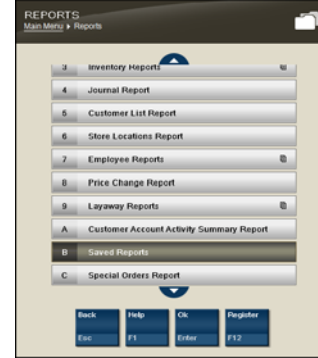 REPORTS
Main Menu ▸ Reports
3 Inventory Reports
4 Journal Report
5 Customer List Report
6 Store Locations Report
7 Employee Reports
8 Price Change Report
9 Layaway Reports
A Customer Account Activity Summary Report
B Saved Reports
C Special Orders Report
Back Help Ok Register
Esc F1 Enter F12